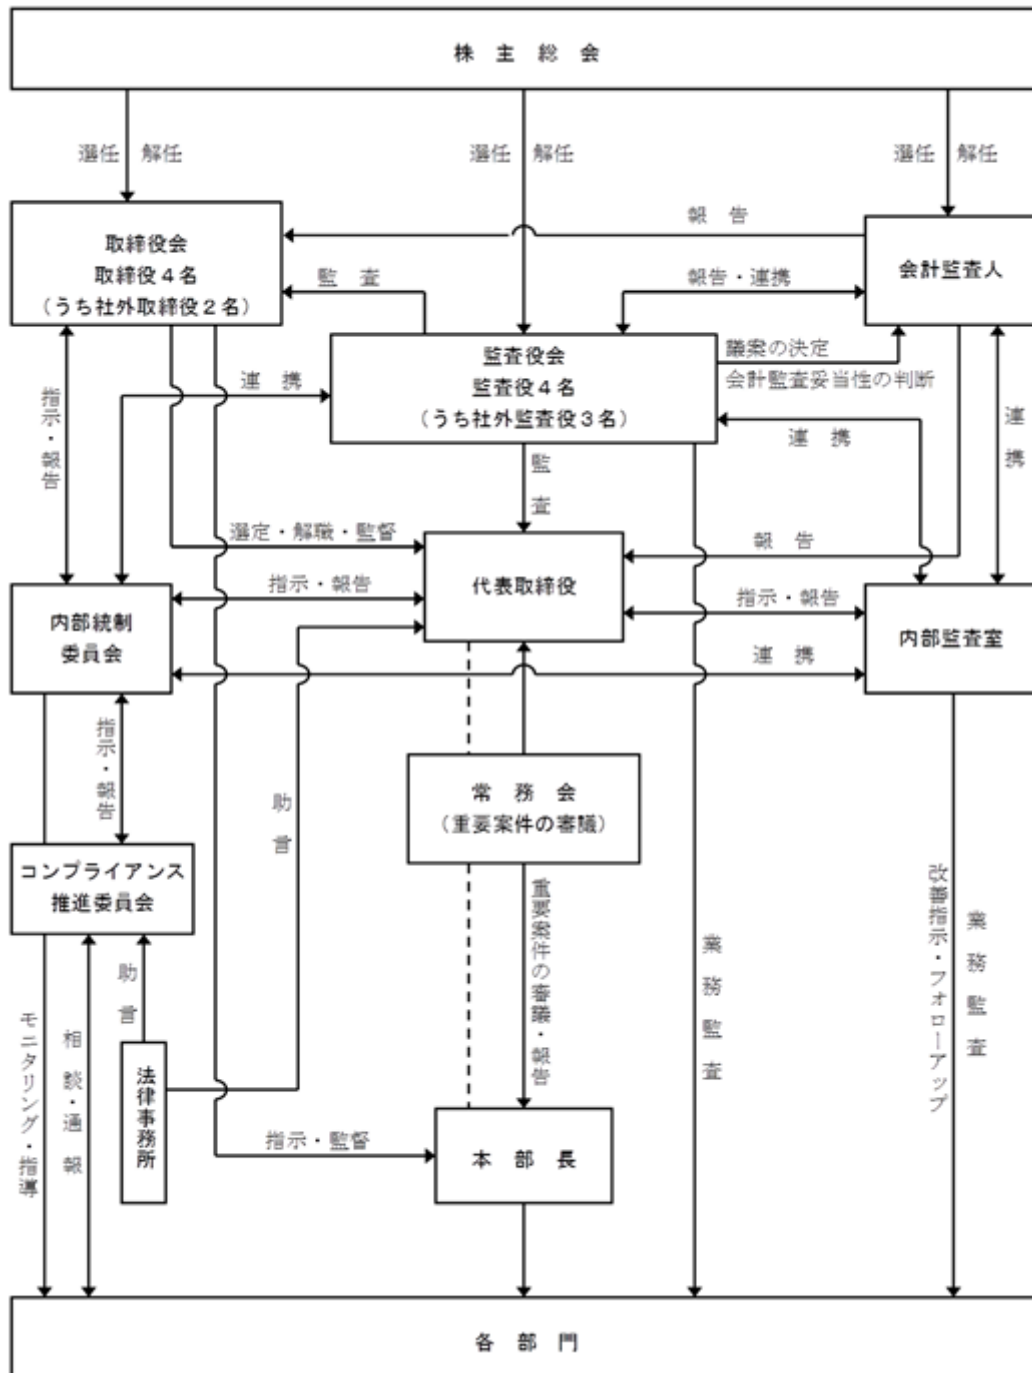 株主総会
選任 解任
選任 解任
選任 解任
取締役会
取締役4名
（うち社外取締役2名）
報 告
会計監査人
監 査
報告・連携
監査役会
監査役4名
（うち社外監査役3名）
議案の決定
会計監査妥当性の判断
連 携
指示・報告
連 携
連 携
監 査
選定・解職・監督
代表取締役
報 告
内部統制
委員会
指示・報告
指示・報告
内部監査室
連 携
指示・報告
常 務 会
（重要案件の審議）
助 言
コンプライアンス
推進委員会
重要案件の審議・報告
業務監査
改善指示・フォローアップ
業務監査
助 言
モニタリング・指導
相談・通報
法律事務所
指示・監督
本 部 長
各 部 門